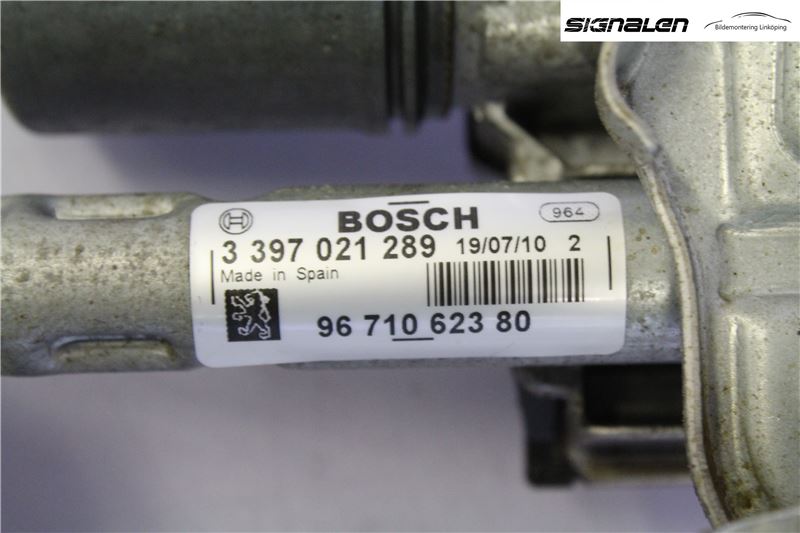 SIGNALEN
Bildemontering Linköping
BOSCH 964
3 397 021 289 19/07/10 2
Made in Spain
96 710 623 80